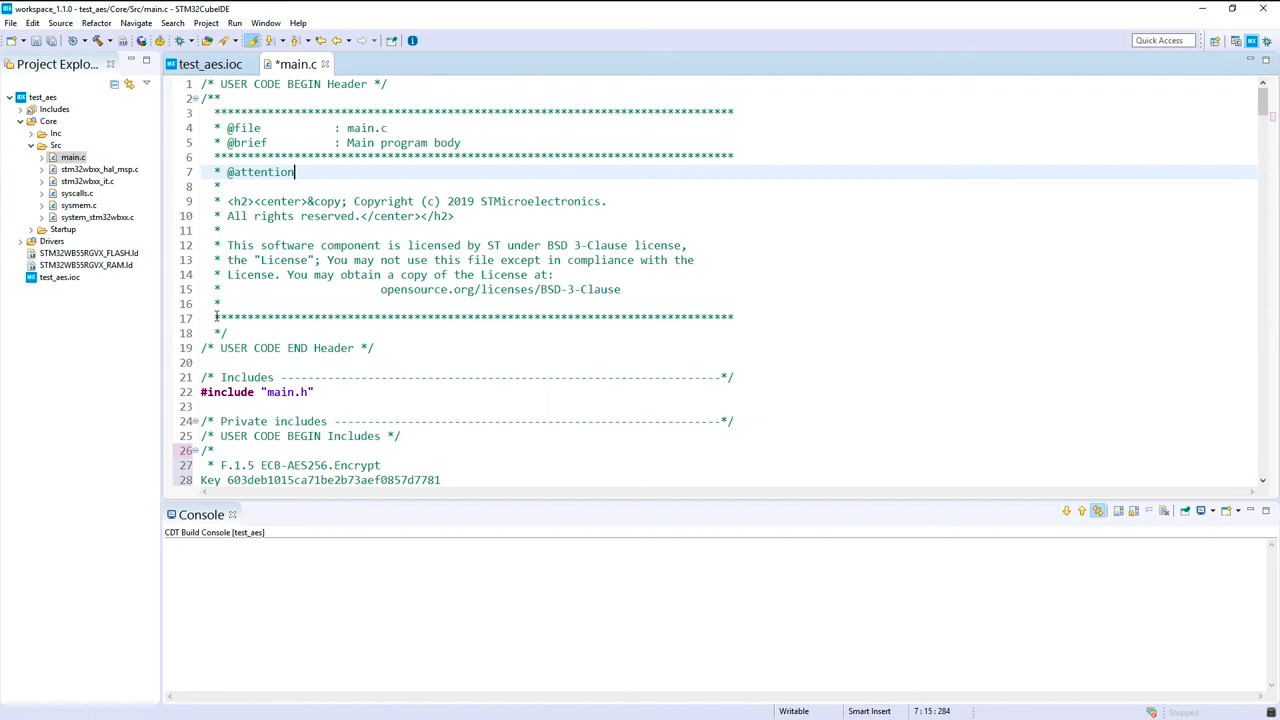 workspace_1.1.0 - test_aes/Core/Src/main.c - STM32CubeIDE
File Edit Source Refactor Navigate Search Project Run Window Help
Quick Access
Project Explo...
test_aes.ioc
*main.c
test_aes
Includes
Core
Inc
Src
main.c
stm32wbxx_hal_msp.c
stm32wbxx_it.c
syscalls.c
sysmem.c
system_stm32wbxx.c
Startup
Drivers
STM32WB55RGVX_FLASH.ld
STM32WB55RGVX_RAM.ld
test_aes.ioc
1 /* USER CODE BEGIN Header */
2 /**
3 ******************************************************************************
4 * @file : main.c
5 * @brief : Main program body
6 ******************************************************************************
7 * @attention
8 *
9 * <h2><center>&copy; Copyright (c) 2019 STMicroelectronics.
10 * All rights reserved.</center></h2>
11 *
12 * This software component is licensed by ST under BSD 3-Clause license,
13 * the "License"; You may not use this file except in compliance with the
14 * License. You may obtain a copy of the License at:
15 * opensource.org/licenses/BSD-3-Clause
16 *
17 ******************************************************************************
18 */
19 /* USER CODE END Header */
20
21 /* Includes ------------------------------------------------------------------*/
22 #include "main.h"
23
24 /* Private includes ----------------------------------------------------------*/
25 /* USER CODE BEGIN Includes */
26 /*
27 * F.1.5 ECB-AES256.Encrypt
28 Key 603deb1015ca71be2b73aef0857d7781
Console
CDT Build Console [test_aes]
Writable Smart Insert 7 : 15 : 284 Stopped